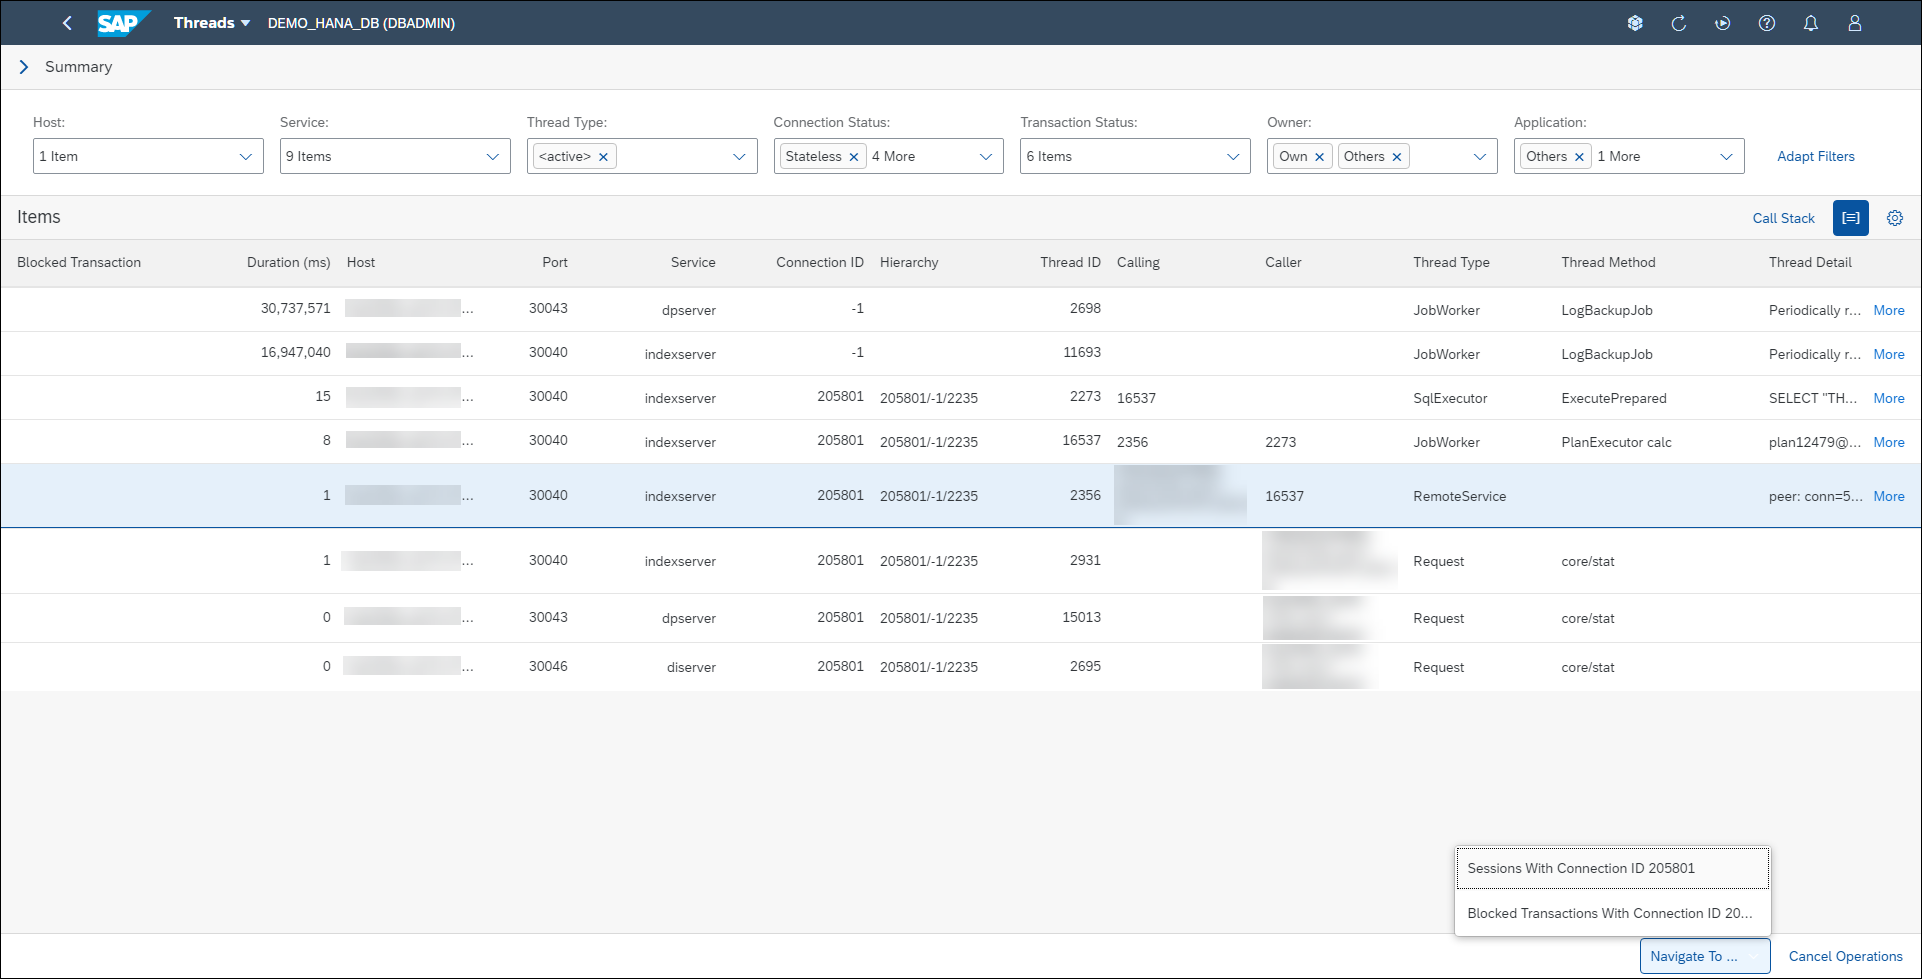 SAP Threads DEMO_HANA_DB (DBADMIN)
Summary
Host: Service: Thread Type: Connection Status: Transaction Status: Owner: Application:
1 Item 9 Items <active> Stateless 4 More 6 Items Own Others Others 1 More Adapt Filters
Items Call Stack
Blocked Transaction Duration (ms) Host Port Service Connection ID Hierarchy Thread ID Calling Caller Thread Type Thread Method Thread Detail
30,737,571 ... 30043 dpserver -1 2698 JobWorker LogBackupJob Periodically r... More
16,947,040 ... 30040 indexserver -1 11693 JobWorker LogBackupJob Periodically r... More
15 ... 30040 indexserver 205801 205801/-1/2235 2273 16537 SqlExecutor ExecutePrepared SELECT "TH... More
8 ... 30040 indexserver 205801 205801/-1/2235 16537 2356 2273 JobWorker PlanExecutor calc plan12479@... More
1 ... 30040 indexserver 205801 205801/-1/2235 2356 16537 RemoteService peer: conn=5... More
1 ... 30040 indexserver 205801 205801/-1/2235 2931 Request core/stat
0 ... 30043 dpserver 205801 205801/-1/2235 15013 Request core/stat
0 ... 30046 diserver 205801 205801/-1/2235 2695 Request core/stat
Sessions With Connection ID 205801
Blocked Transactions With Connection ID 20...
Navigate To ... Cancel Operations